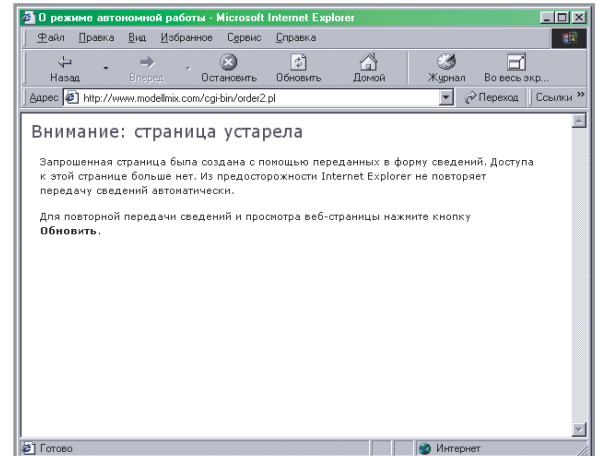 О режиме автономной работы - Microsoft Internet Explorer
Файл Правка Вид Избранное Сервис Справка
Назад Вперед Остановить Обновить Домой Журнал Во весь экр...
Адрес http://www.modellmix.com/cgi-bin/order2.pl Переход Ссылки »
Внимание: страница устарела
Запрошенная страница была создана с помощью переданных в форму сведений. Доступа
к этой странице больше нет. Из предосторожности Internet Explorer не повторяет
передачу сведений автоматически.
Для повторной передачи сведений и просмотра веб-страницы нажмите кнопку
Обновить.
Готово Интернет